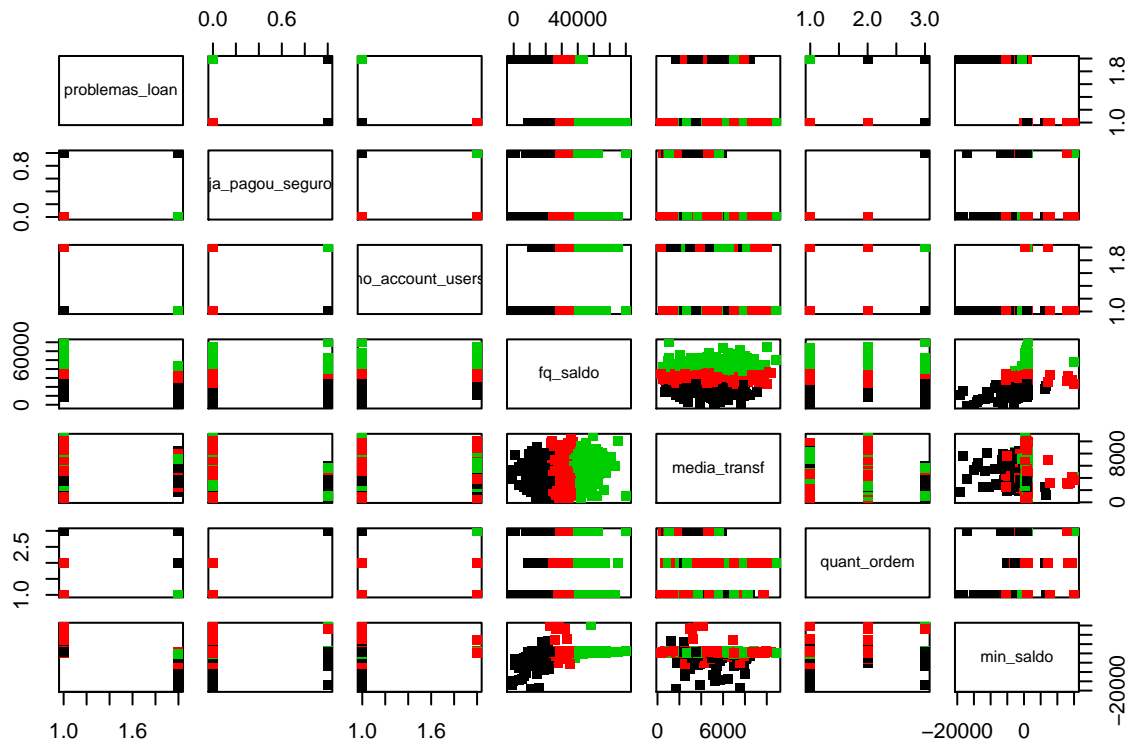 0.0 0.6 0 40000 1.0 2.0 3.0
problemas_loan 1.0 1.8
0.0 0.8 ja_pagou_seguro
no_account_users 1.0 1.8
0 60000 fq_saldo
media_transf 0 8000
1.0 2.5 quant_ordem
min_saldo −20000
1.0 1.6 1.0 1.6 0 6000 −20000 0